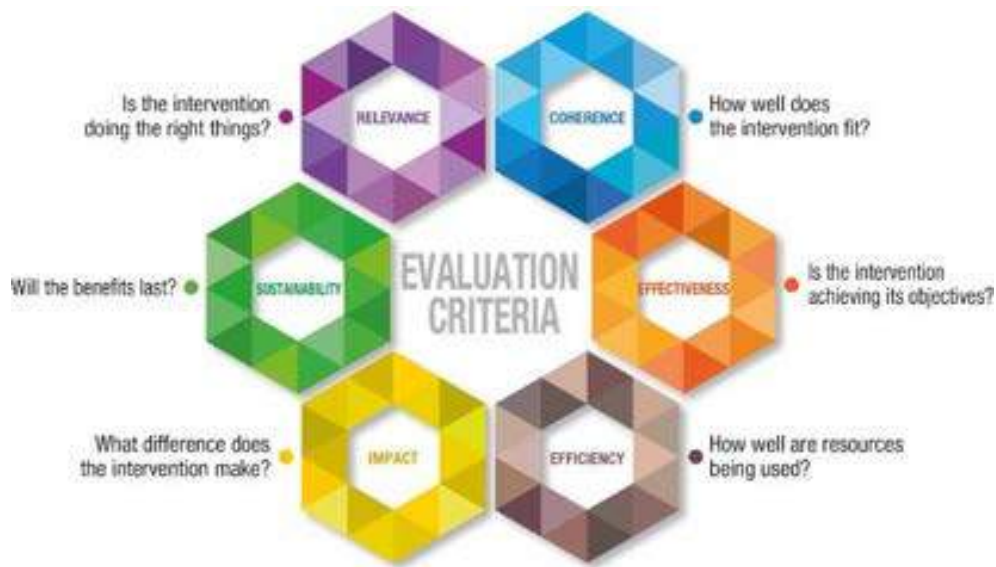 Is the intervention
doing the right things?
RELEVANCE
COHERENCE
How well does
the intervention fit?
Will the benefits last?
SUSTAINABILITY
EVALUATION
CRITERIA
EFFECTIVENESS
Is the intervention
achieving its objectives?
What difference does
the intervention make?
IMPACT
EFFICIENCY
How well are resources
being used?